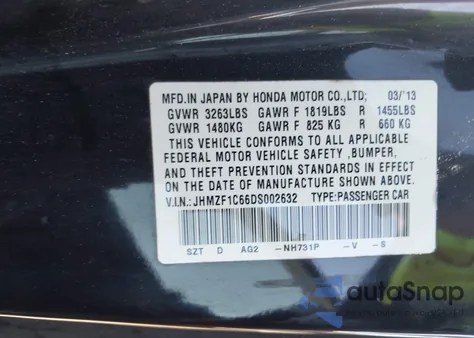 MFD.IN JAPAN BY HONDA MOTOR CO.,LTD; 03/'13
GVWR 3263LBS GAWR F 1819LBS R 1455LBS
GVWR 1480KG GAWR F 825 KG R 660 KG
THIS VEHICLE CONFORMS TO ALL APPLICABLE
FEDERAL MOTOR VEHICLE SAFETY ,BUMPER,
AND THEFT PREVENTION STANDARDS IN EFFECT
ON THE DATE OF MANUFACTURE SHOWN ABOVE.
V.I.N: JHMZF1C66DS002632 TYPE:PASSENGER CAR
SZT D AG2 -NH731P -V -8
autoSnap